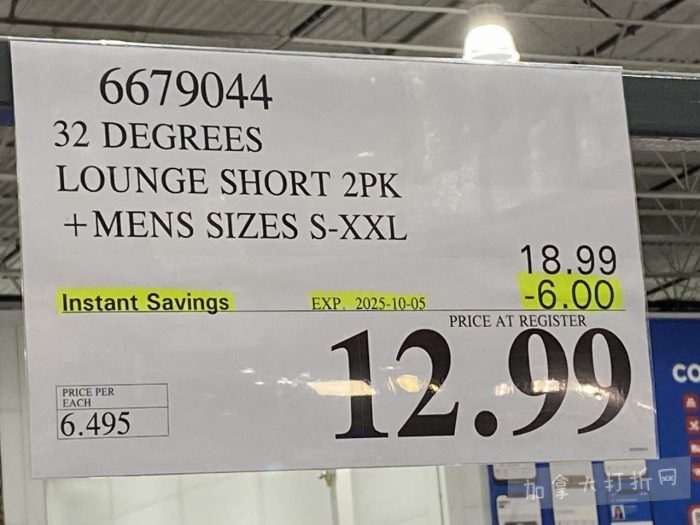 6679044
32 DEGREES
LOUNGE SHORT 2PK
+MENS SIZES S-XXL
18.99
Instant Savings EXP. 2025-10-05 -6.00
PRICE AT REGISTER
12.99
PRICE PER
EACH
6.495
CO
加拿大打折网